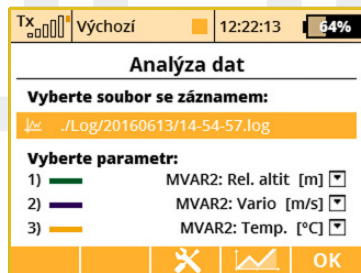 Tx Výchozí 12:22:13 64%
Analýza dat
Vyberte soubor se záznamem:
./Log/20160613/14-54-57.log
Vyberte parametr:
1) MVAR2: Rel. altit [m]
2) MVAR2: Vario [m/s]
3) MVAR2: Temp. [°C]
OK